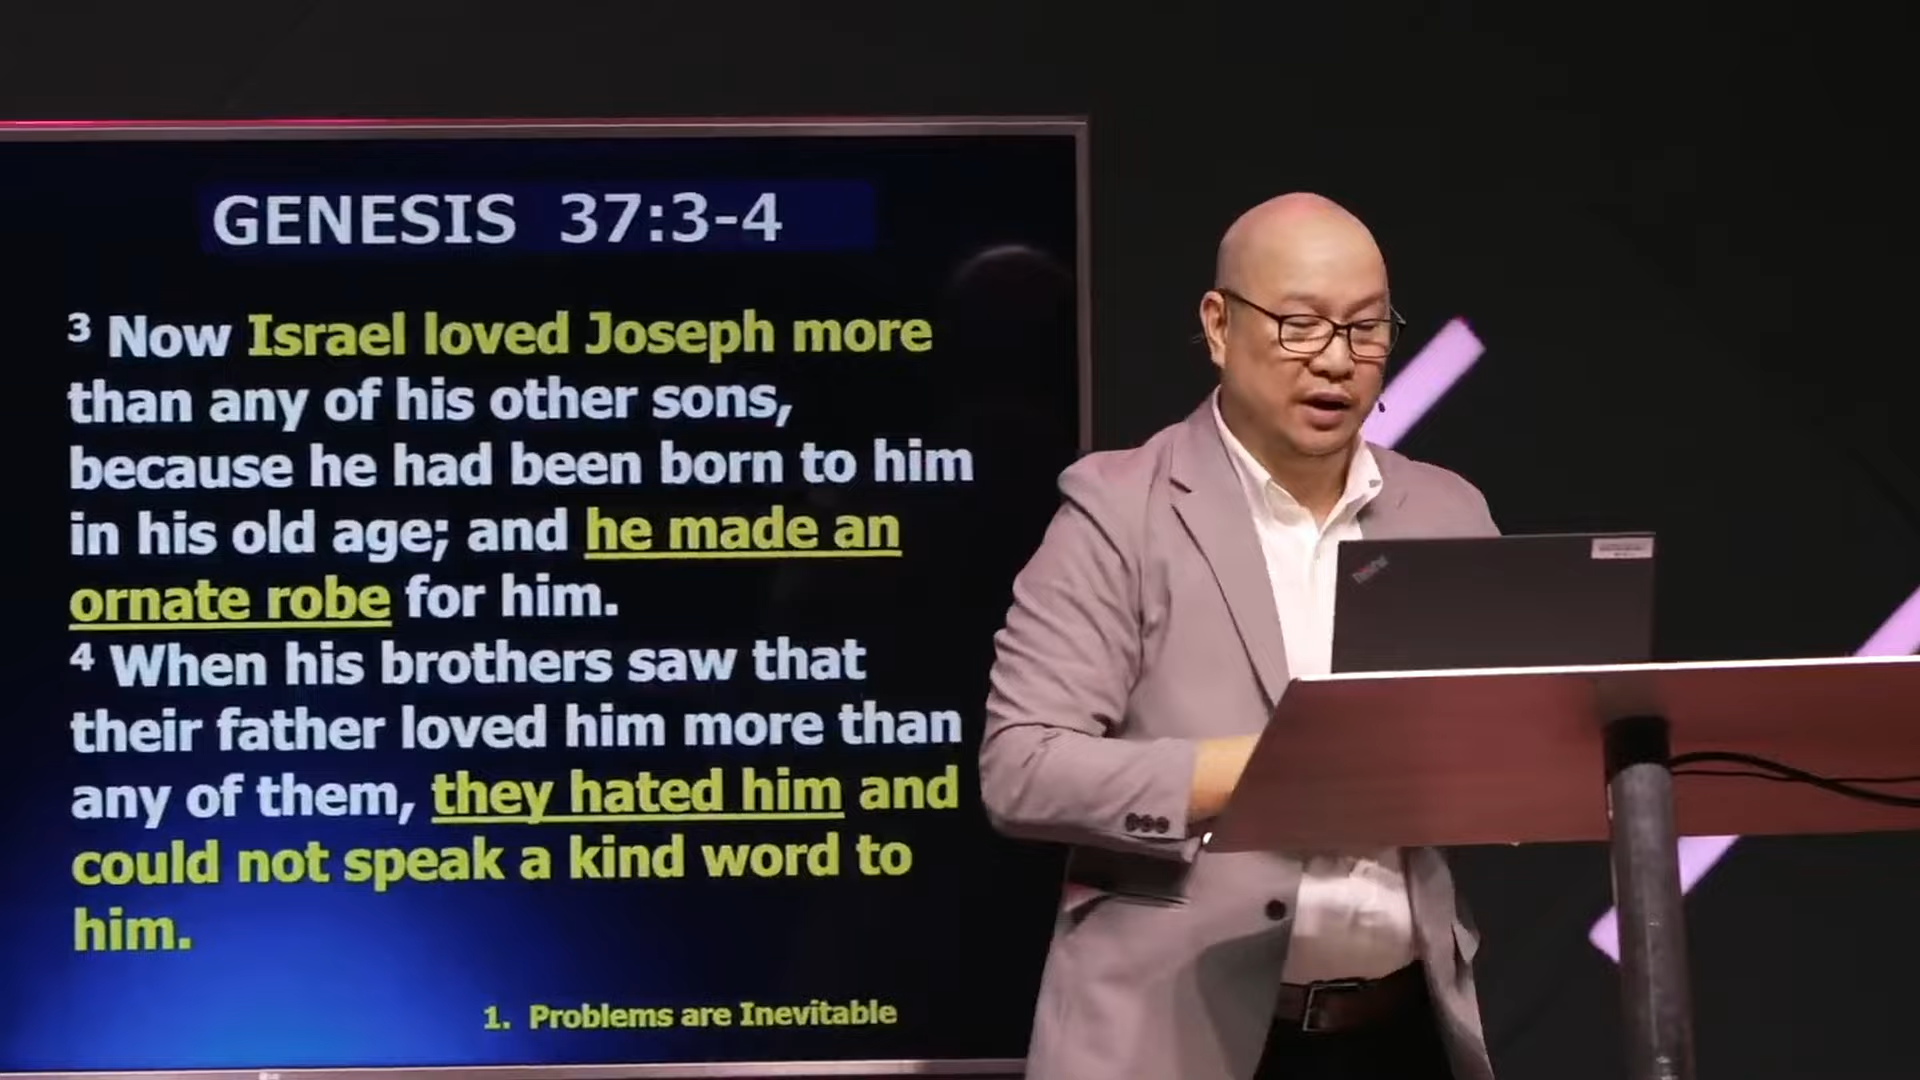 GENESIS 37:3-4
3 Now Israel loved Joseph more
than any of his other sons,
because he had been born to him
in his old age; and he made an
ornate robe for him.
4 When his brothers saw that
their father loved him more than
any of them, they hated him and
could not speak a kind word to
him.
1. Problems are Inevitable
ThinkPad